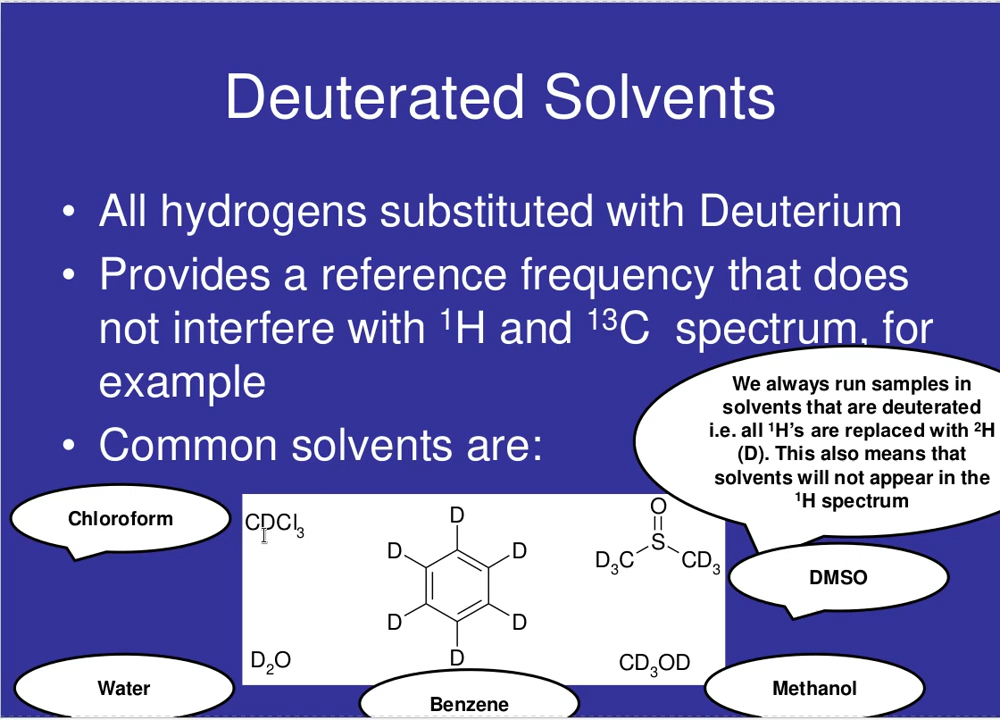 Deuterated Solvents
• All hydrogens substituted with Deuterium
• Provides a reference frequency that does
not interfere with ¹H and ¹³C spectrum, for
example
• Common solvents are:
We always run samples in
solvents that are deuterated
i.e. all ¹H's are replaced with ²H
(D). This also means that
solvents will not appear in the
¹H spectrum
Chloroform
CDCl₃
D
D
D
D
D
D
O
S
D₃C
CD₃
DMSO
D₂O
CD₃OD
Water
Benzene
Methanol